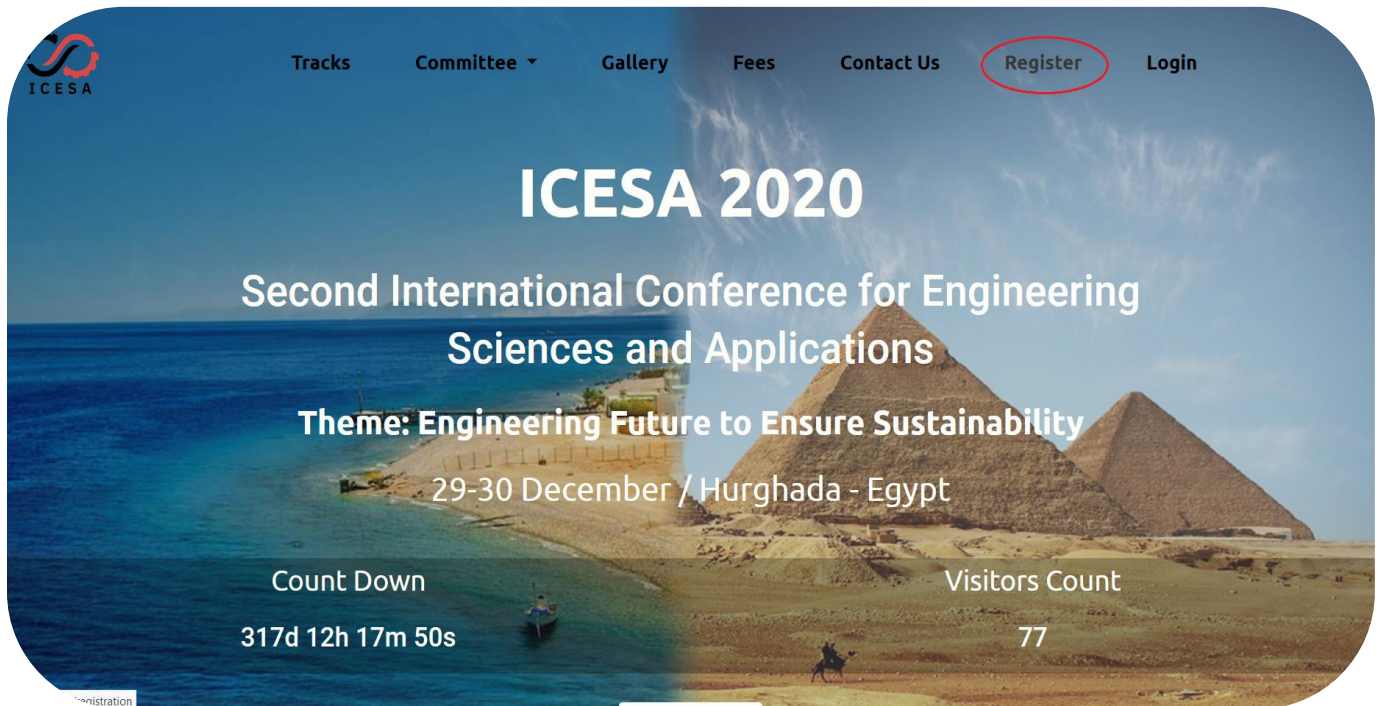 ICESA
Tracks
Committee
Gallery
Fees
Contact Us
Register
Login
ICESA 2020
Second International Conference for Engineering
Sciences and Applications
Theme: Engineering Future to Ensure Sustainability
29-30 December / Hurghada - Egypt
Count Down
Visitors Count
317d 12h 17m 50s
77